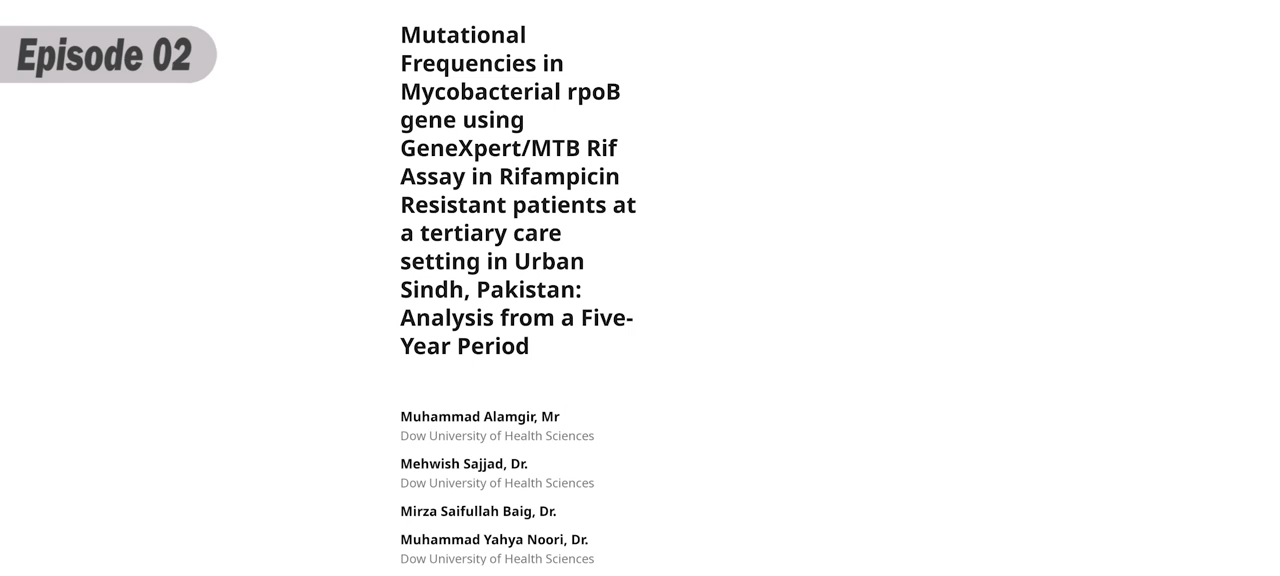 Episode 02
Mutational
Frequencies in
Mycobacterial rpoB
gene using
GeneXpert/MTB Rif
Assay in Rifampicin
Resistant patients at
a tertiary care
setting in Urban
Sindh, Pakistan:
Analysis from a Five-
Year Period
Muhammad Alamgir, Mr
Dow University of Health Sciences
Mehwish Sajjad, Dr.
Dow University of Health Sciences
Mirza Saifullah Baig, Dr.
Muhammad Yahya Noori, Dr.
Dow University of Health Sciences